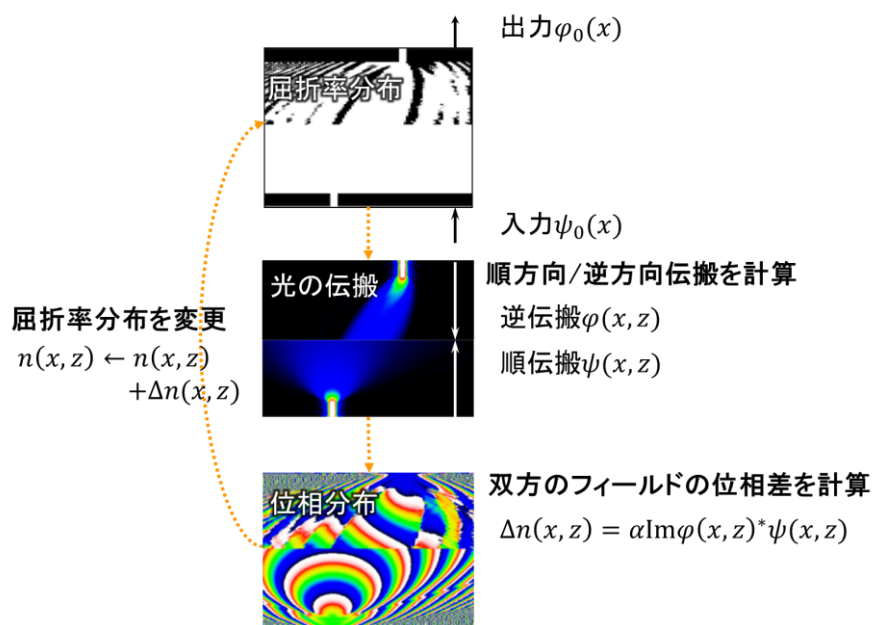 出力φ₀(x)
屈折率分布
入力ψ₀(x)
光の伝搬
順方向/逆方向伝搬を計算
逆伝搬φ(x, z)
順伝搬ψ(x, z)
屈折率分布を変更
n(x, z) ← n(x, z)
+Δn(x, z)
位相分布
双方のフィールドの位相差を計算
Δn(x, z) = αImφ(x, z)*ψ(x, z)